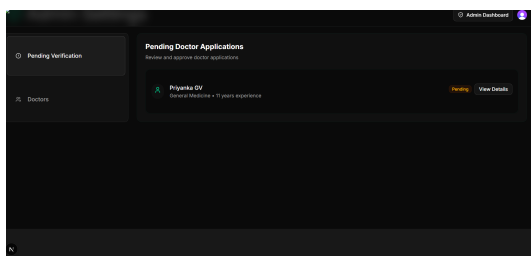 Admin Dashboard
Pending Verification
Doctors
Pending Doctor Applications
Review and approve doctor applications
Priyanka GV
General Medicine • 11 years experience
Pending
View Details
N